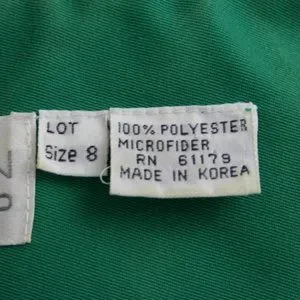 LOT
Size 8
100% POLYESTER
MICROFIDER
RN 61179
MADE IN KOREA